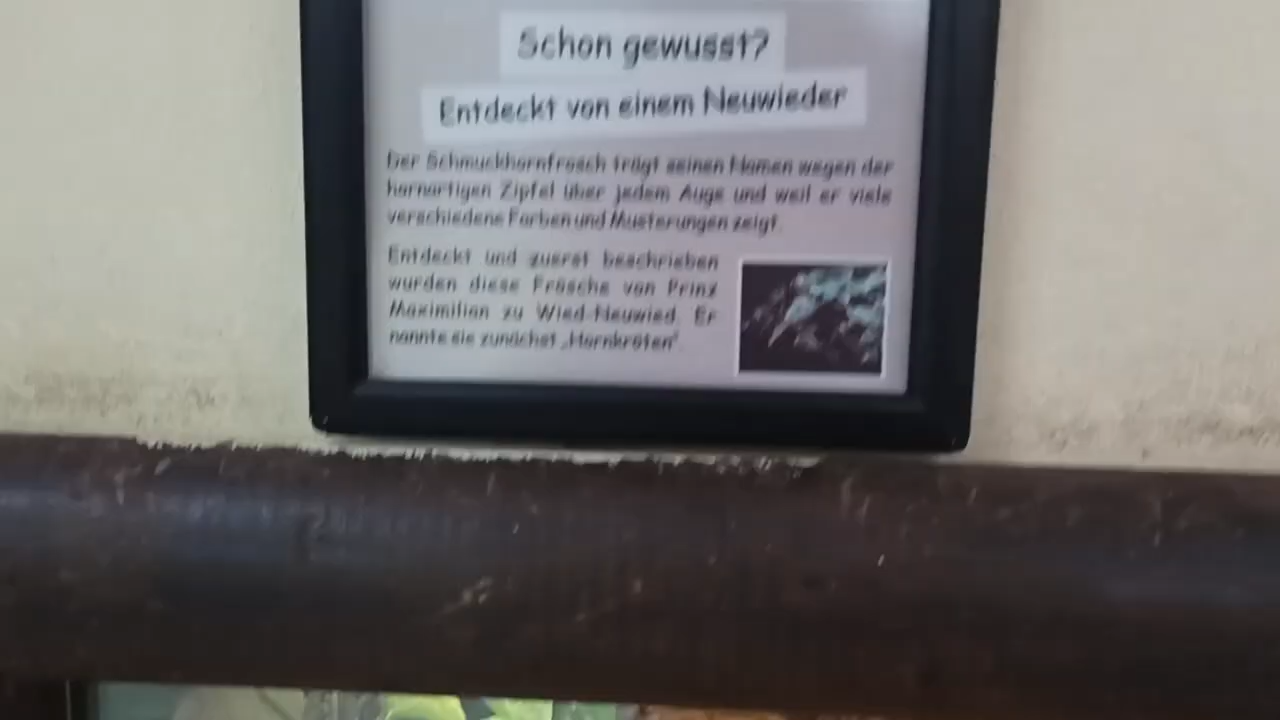 Schon gewusst?
Entdeckt von einem Neuwieder
Der Schmuckhornfrosch trägt seinen Namen wegen der
hornartigen Zipfel über jedem Auge und weil er viele
verschiedene Farben und Musterungen zeigt.
Entdeckt und zuerst beschrieben
wurden diese Frösche von Prinz
Maximilian zu Wied-Neuwied. Er
nannte sie zunächst „Hornkröten".